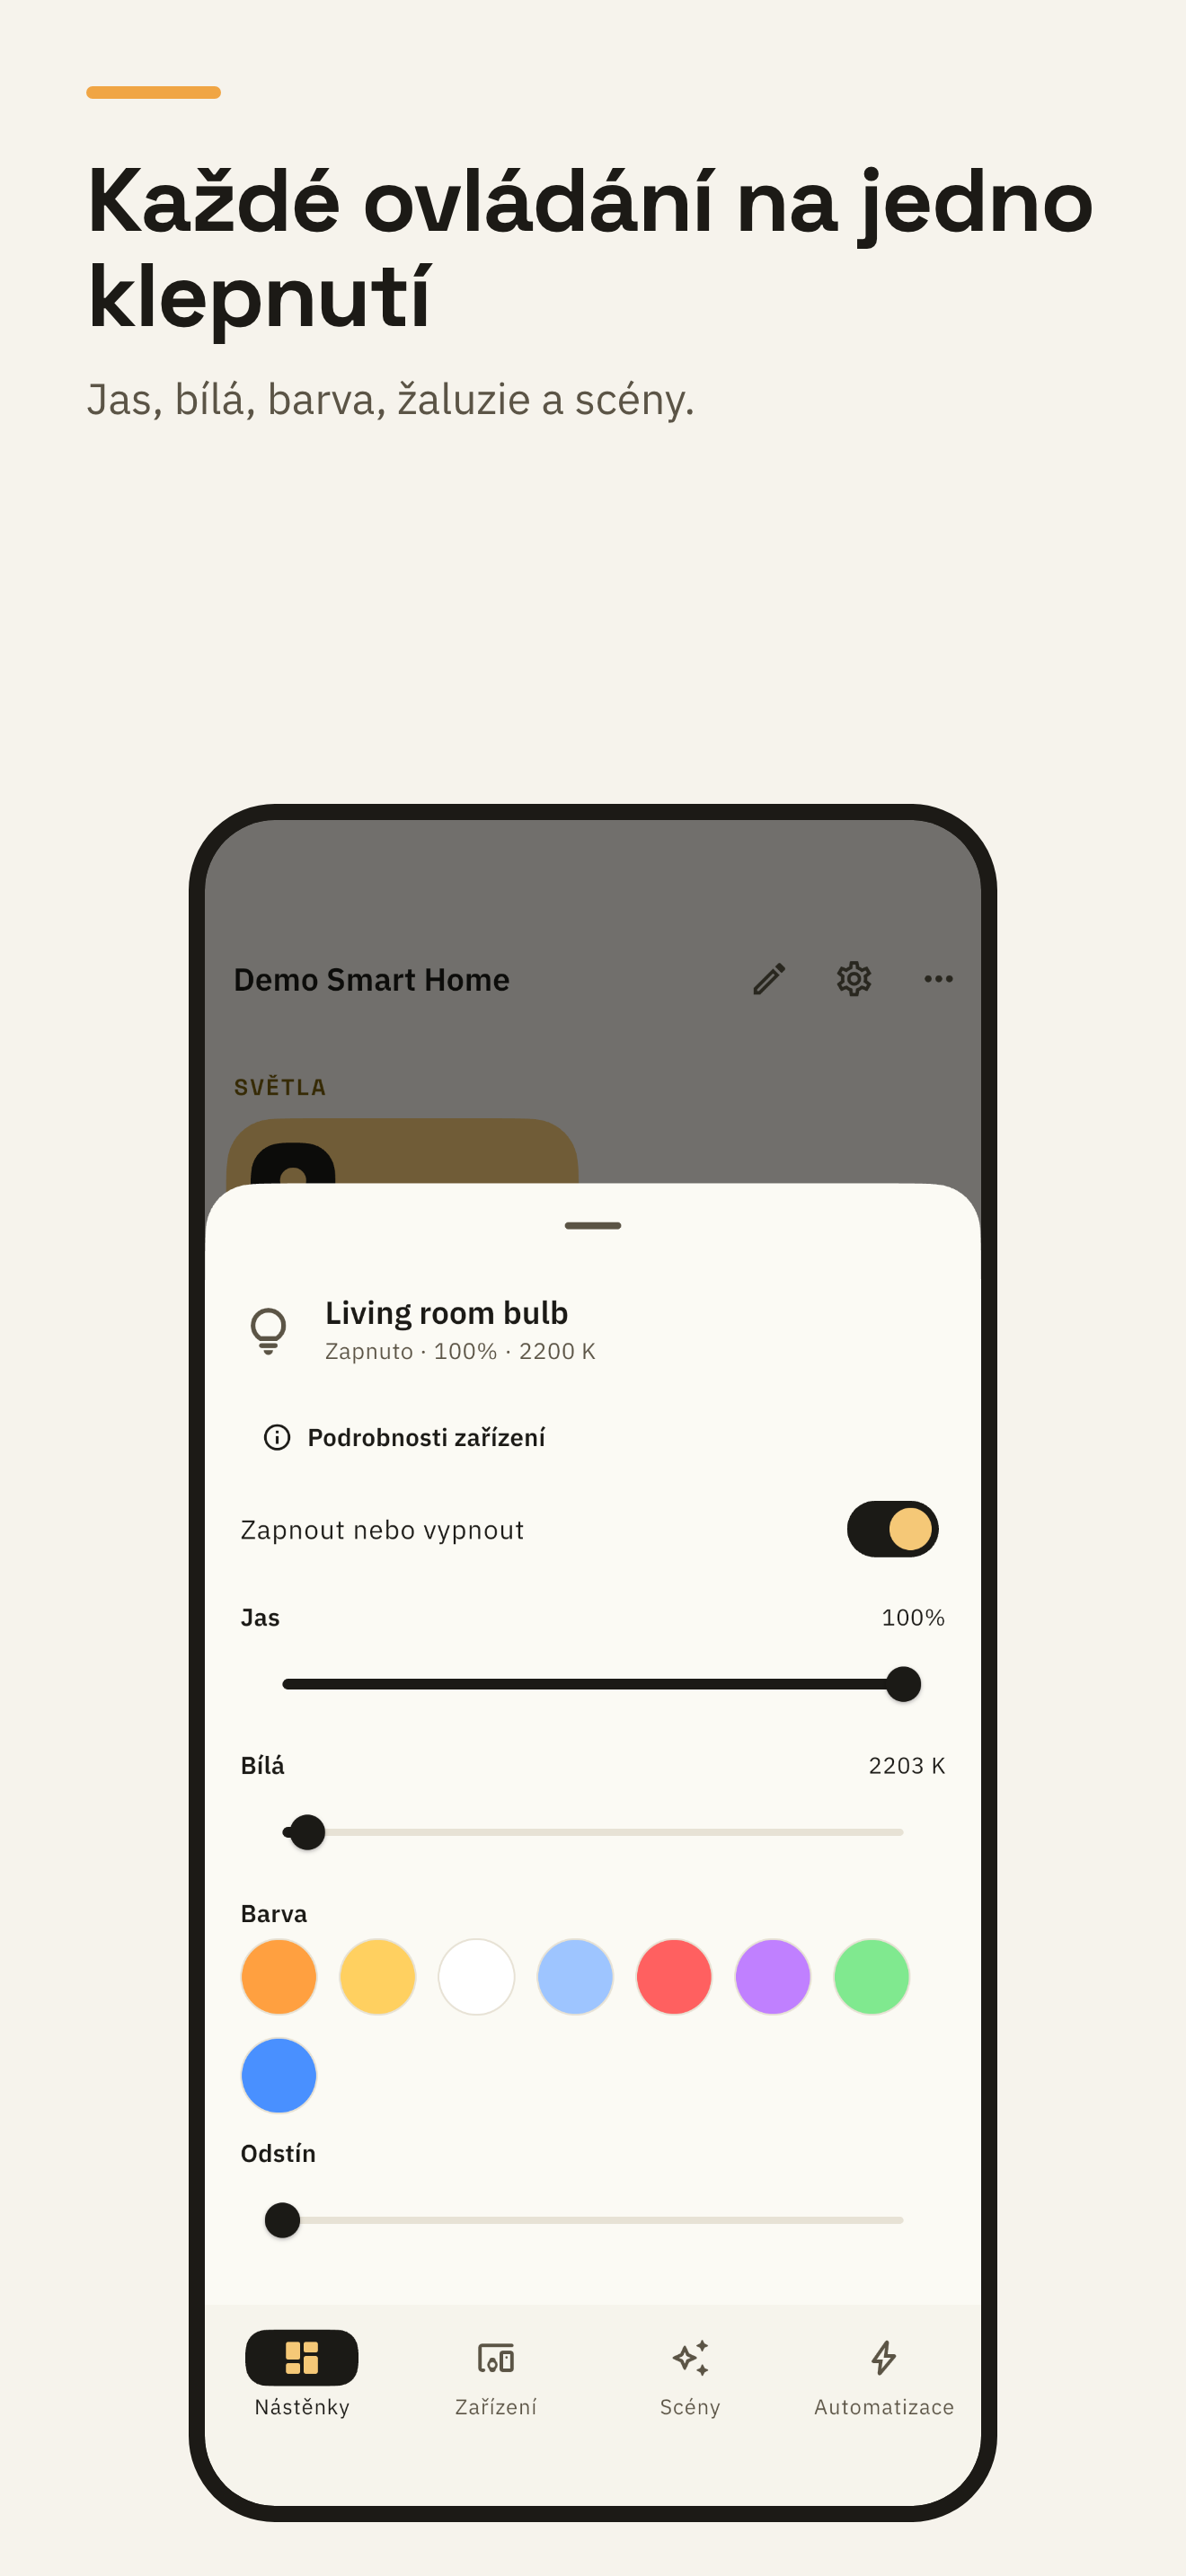 Každé ovládání na jedno
klepnutí
Jas, bílá, barva, žaluzie a scény.
Demo Smart Home
SVĚTLA
Living room bulb
Zapnuto · 100% · 2200 K
Podrobnosti zařízení
Zapnout nebo vypnout
Jas 100%
Bílá 2203 K
Barva
Odstín
Nástěnky Zařízení Scény Automatizace